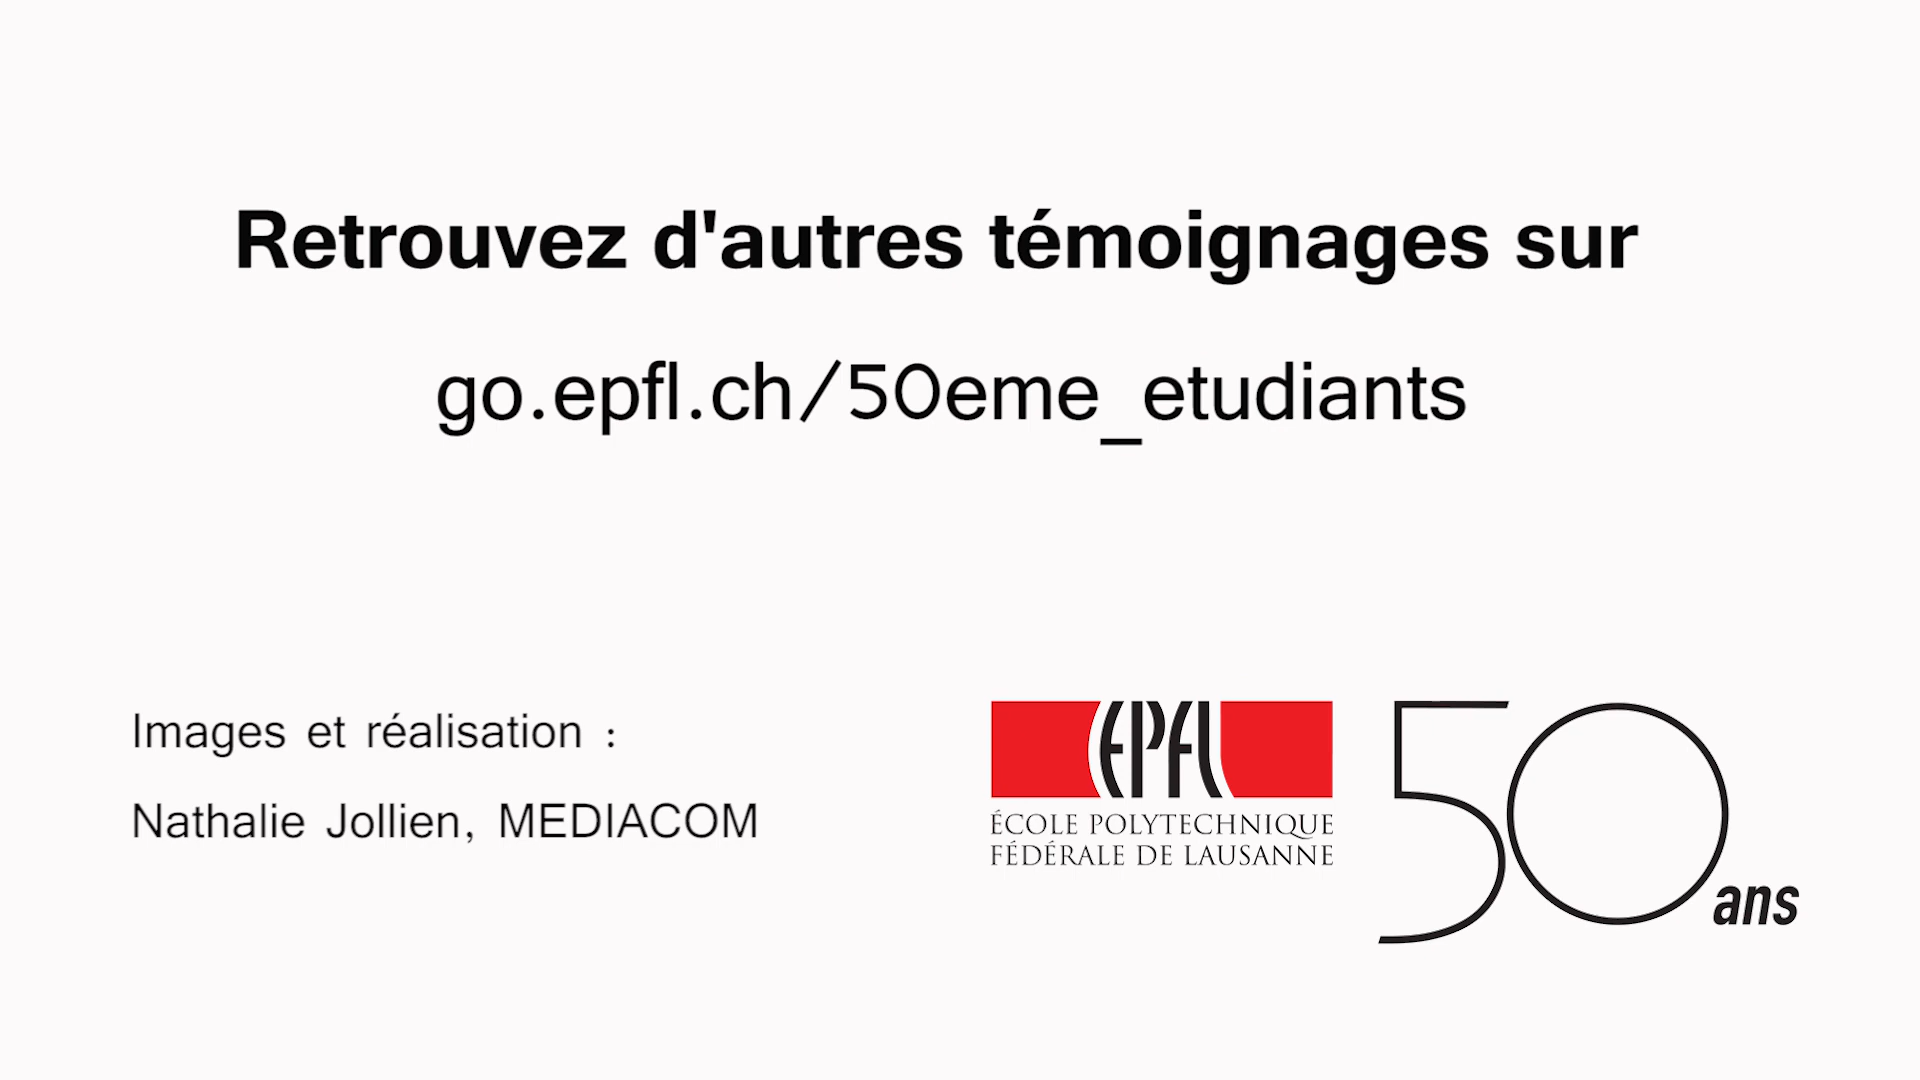 Retrouvez d'autres témoignages sur
go.epfl.ch/50eme_etudiants
Images et réalisation :
Nathalie Jollien, MEDIACOM
EPFL
ÉCOLE POLYTECHNIQUE
FÉDÉRALE DE LAUSANNE
50 ans